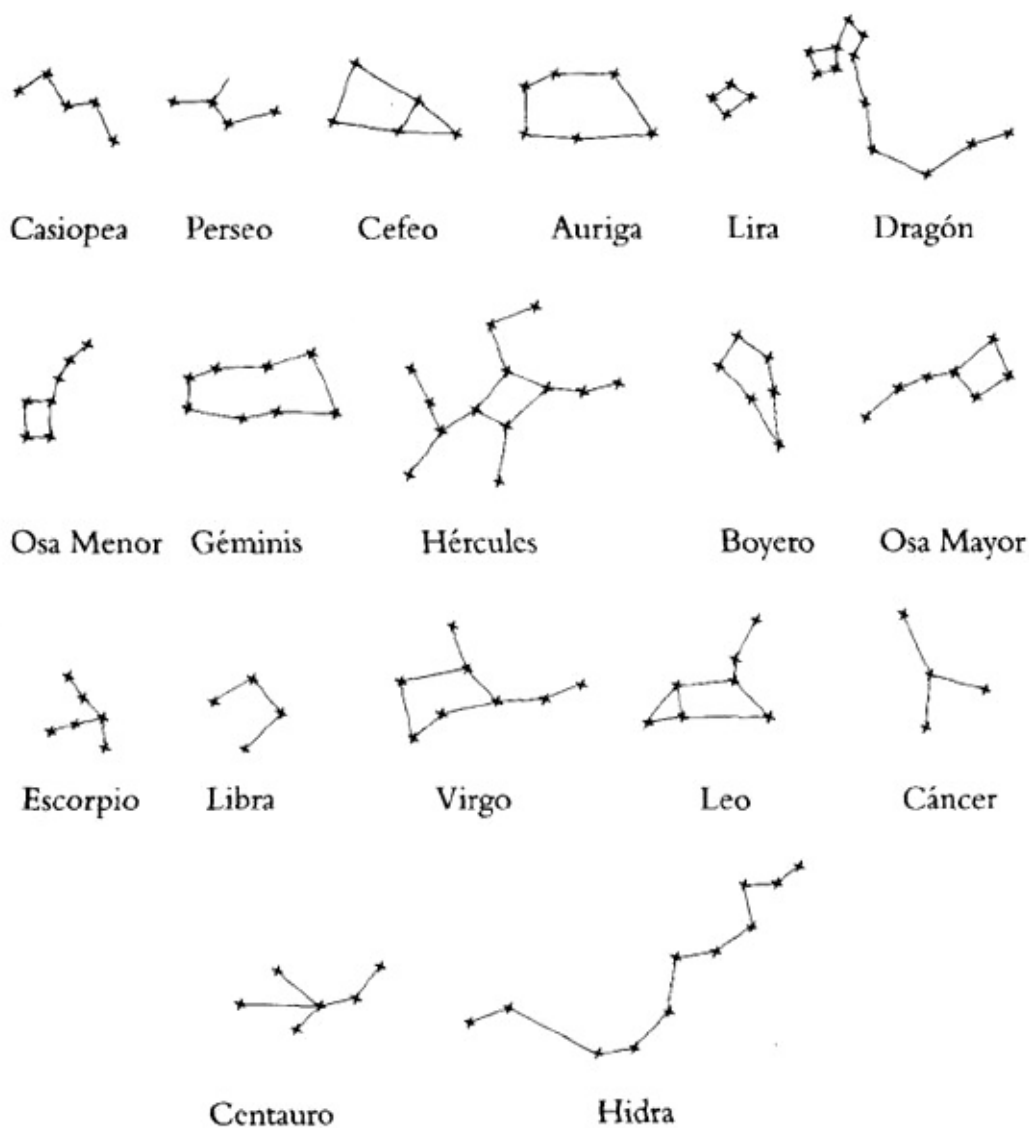 Casiopea Perseo Cefeo Auriga Lira Dragón
Osa Menor Géminis Hércules Boyero Osa Mayor
Escorpio Libra Virgo Leo Cáncer
Centauro Hidra